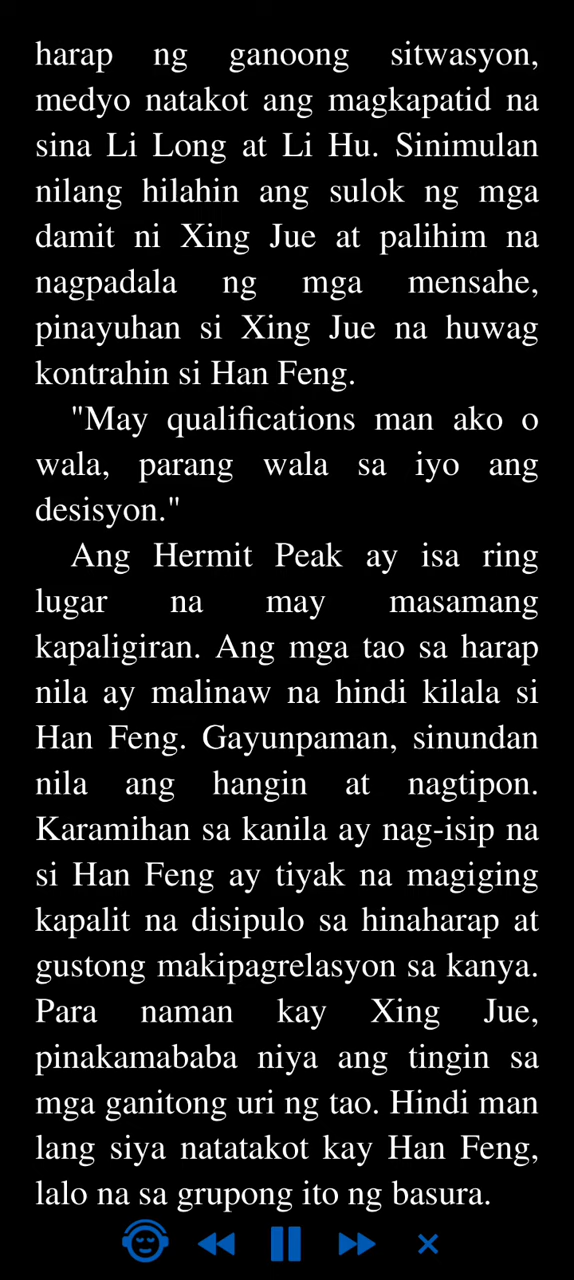 harap ng ganoong sitwasyon,
medyo natakot ang magkapatid na
sina Li Long at Li Hu. Sinimulan
nilang hilahin ang sulok ng mga
damit ni Xing Jue at palihim na
nagpadala ng mga mensahe,
pinayuhan si Xing Jue na huwag
kontrahin si Han Feng.
"May qualifications man ako o
wala, parang wala sa iyo ang
desisyon."
Ang Hermit Peak ay isa ring
lugar na may masamang
kapaligiran. Ang mga tao sa harap
nila ay malinaw na hindi kilala si
Han Feng. Gayunpaman, sinundan
nila ang hangin at nagtipon.
Karamihan sa kanila ay nag-isip na
si Han Feng ay tiyak na magiging
kapalit na disipulo sa hinaharap at
gustong makipagrelasyon sa kanya.
Para naman kay Xing Jue,
pinakamababa niya ang tingin sa
mga ganitong uri ng tao. Hindi man
lang siya natatakot kay Han Feng,
lalo na sa grupong ito ng basura.